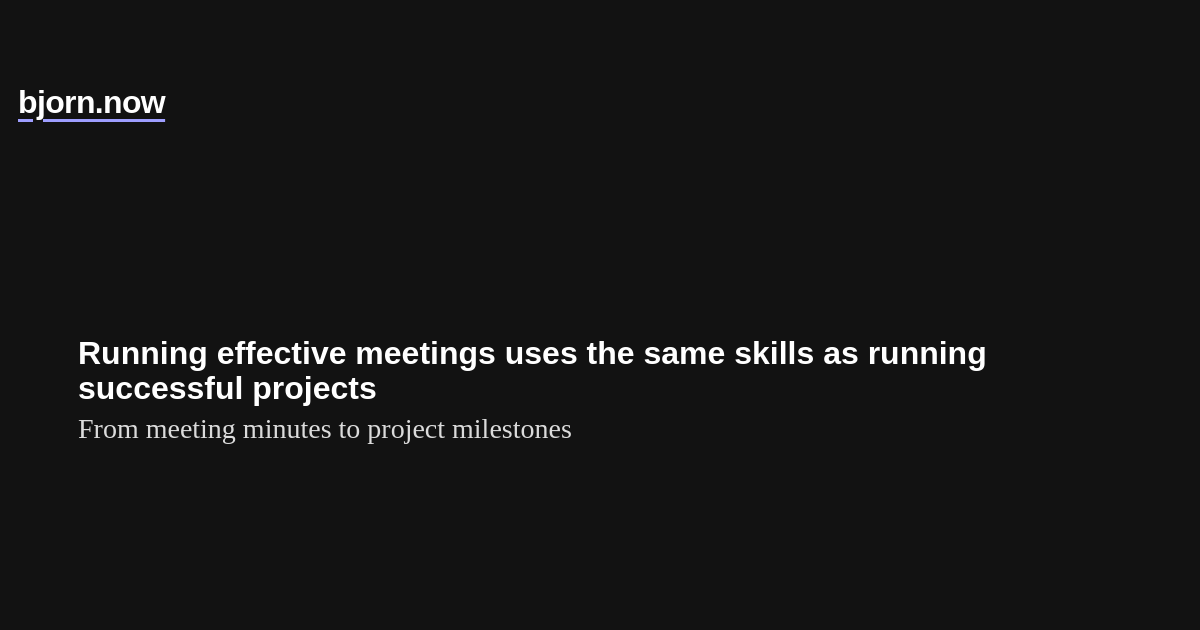 bjorn.now
Running effective meetings uses the same skills as running
successful projects
From meeting minutes to project milestones